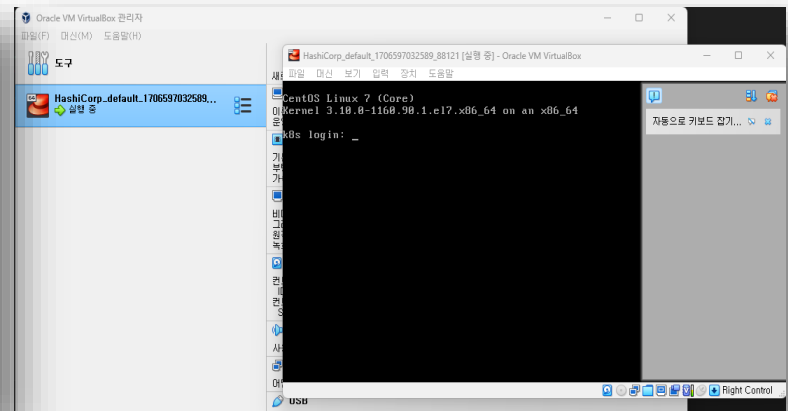 Oracle VM VirtualBox 관리자
파일(F) 머신(M) 도움말(H)
도구
HashiCorp_default_1706597032589,...
실행 중
64
USB
HashiCorp_default_1706597032589_88121 [실행 중] - Oracle VM VirtualBox
파일 머신 보기 입력 장치 도움말
CentOS Linux 7 (Core)
Kernel 3.10.0-1160.90.1.el7.x86_64 on an x86_64
k8s login: _
자동으로 키보드 잡기...
Right Control